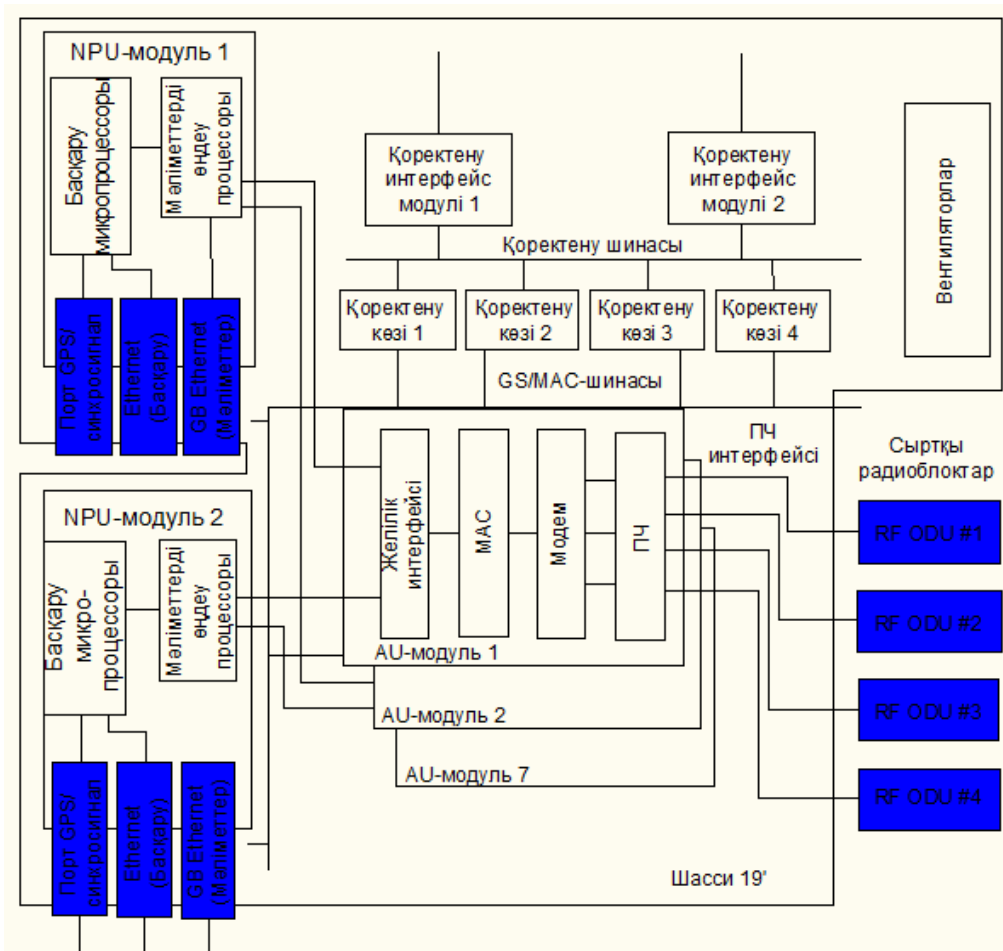 NPU-модуль 1
Басқару
микропроцессоры
Мәліметтерді
өңдеу
процессоры
Порт GPS/
синхросигнал
Ethernet
(Басқару)
GB Ethernet
(Мәліметтер)
Қоректену
интерфейс
модулі 1
Қоректену
интерфейс
модулі 2
Вентиляторлар
Қоректену шинасы
Қоректену
көзі 1
Қоректену
көзі 2
Қоректену
көзі 3
Қоректену
көзі 4
GS/MAC-шинасы
ПЧ
интерфейсі
Сыртқы
радиоблоктар
Желілік
интерфейсі
MAC
Модем
ПЧ
AU-модуль 1
AU-модуль 2
AU-модуль 7
RF ODU #1
RF ODU #2
RF ODU #3
RF ODU #4
NPU-модуль 2
Басқару
микро-
процессоры
Мәліметтерді
өңдеу
процессоры
Порт GPS/
синхросигнал
Ethernet
(Басқару)
GB Ethernet
(Мәліметтер)
Шасси 19'